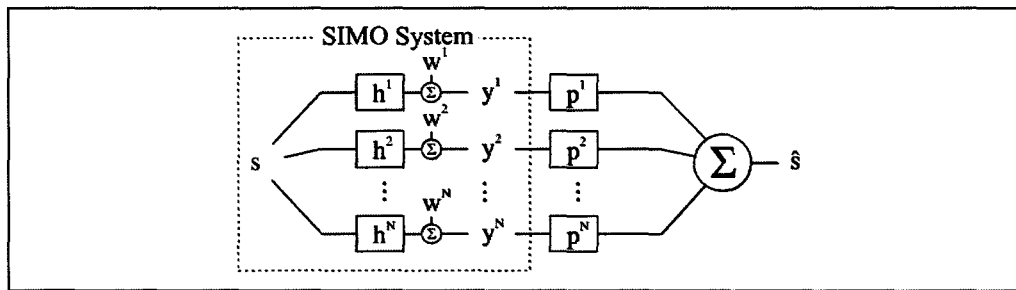 SIMO System
w¹
h¹ Σ y¹ p¹
w²
h² Σ y² p²
s Σ ŝ
⋮ ⋮ ⋮
wᴺ
hᴺ Σ yᴺ pᴺ